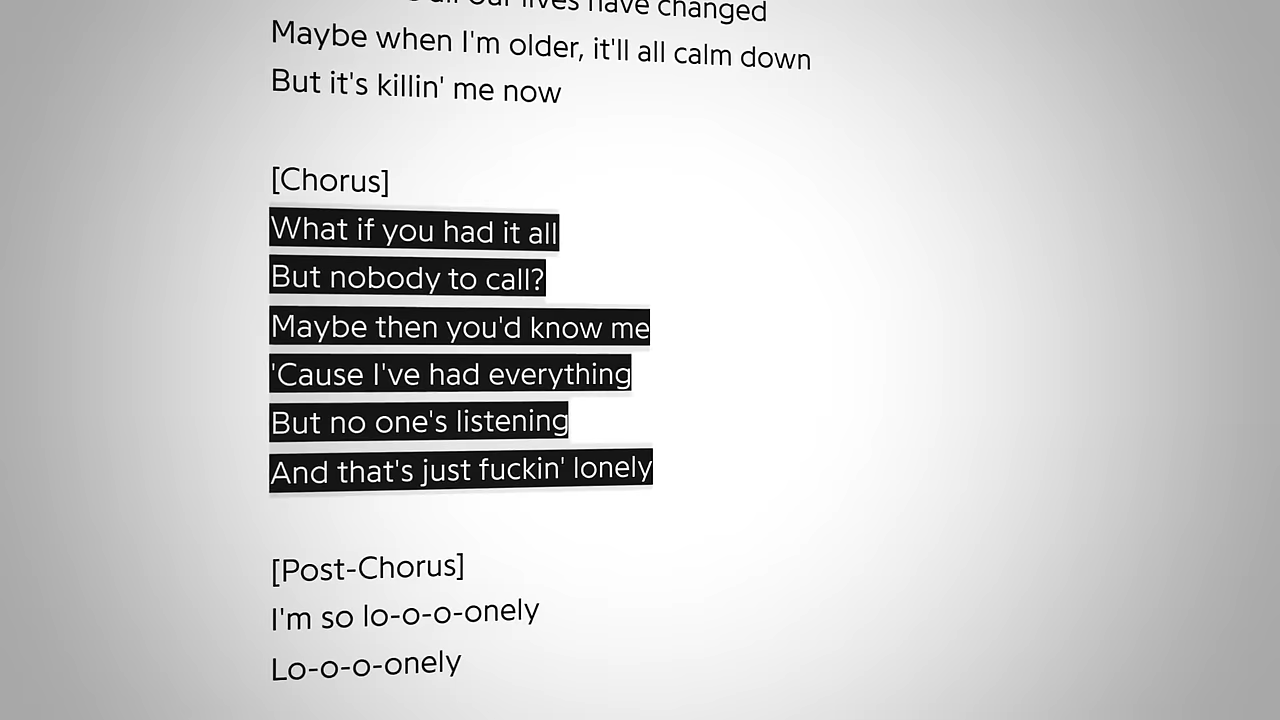 our lives have changed
Maybe when I'm older, it'll all calm down
But it's killin' me now
[Chorus]
What if you had it all
But nobody to call?
Maybe then you'd know me
'Cause I've had everything
But no one's listening
And that's just fuckin' lonely
[Post-Chorus]
I'm so lo-o-o-onely
Lo-o-o-onely